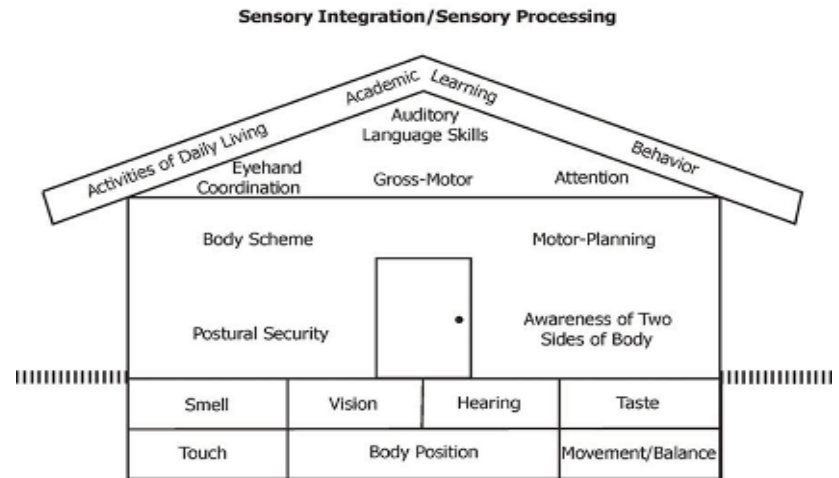 Sensory Integration/Sensory Processing
Activities of Daily Living
Academic Learning
Behavior
Auditory
Language Skills
Eyehand
Coordination
Gross-Motor
Attention
Body Scheme
Motor-Planning
Postural Security
Awareness of Two
Sides of Body
Smell
Vision
Hearing
Taste
Touch
Body Position
Movement/Balance